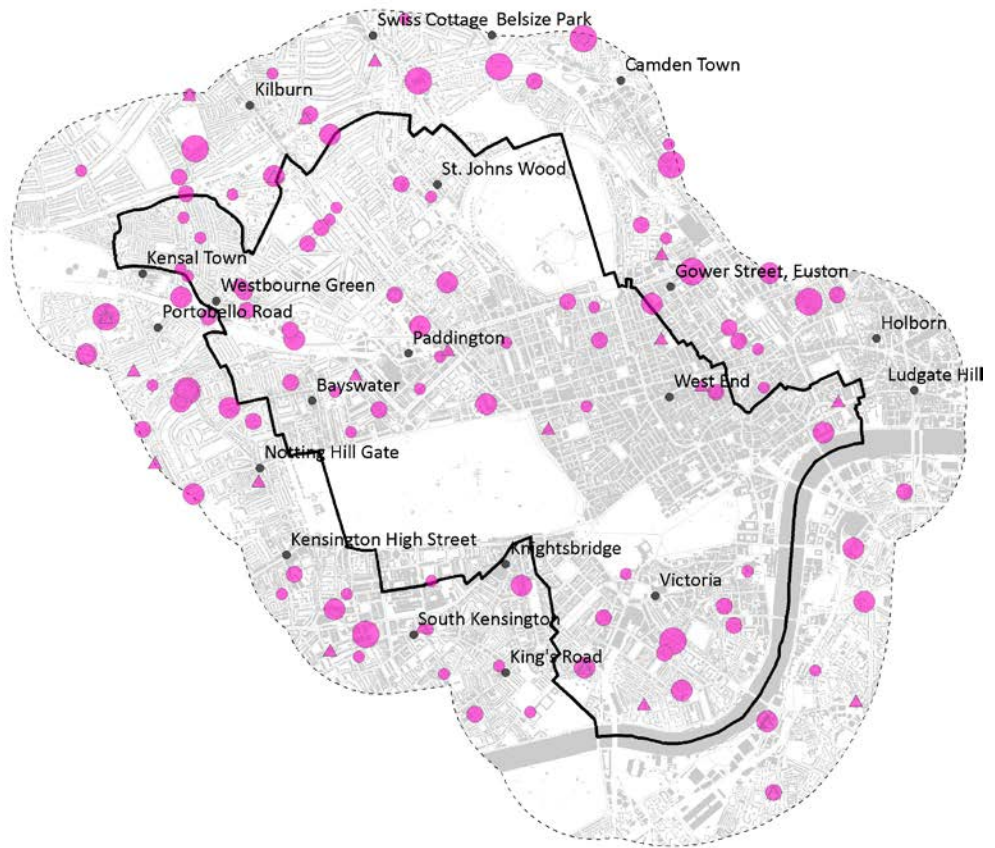 Swiss Cottage
Belsize Park
Camden Town
Kilburn
St. Johns Wood
Kensal Town
Gower Street, Euston
Westbourne Green
Portobello Road
Holborn
Paddington
Ludgate Hill
West End
Bayswater
Notting Hill Gate
Kensington High Street
Knightsbridge
Victoria
South Kensington
King's Road